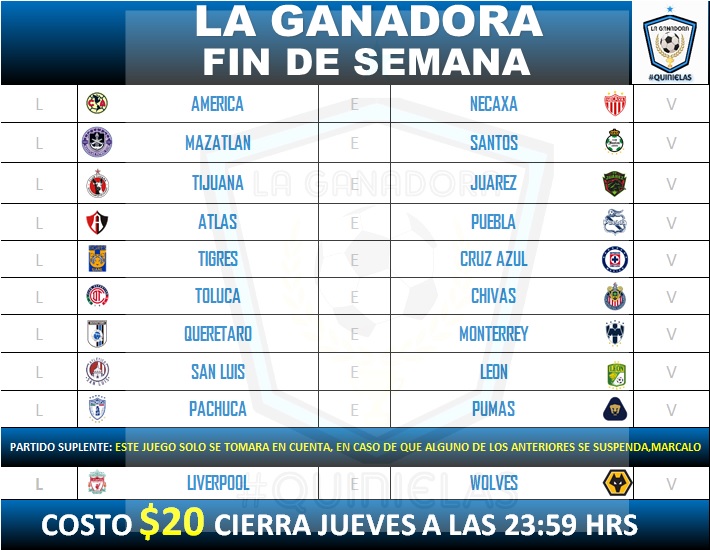 LA GANADORA
FIN DE SEMANA
LA GANADORA
#QUINIELAS
L AMERICA E NECAXA V
L MAZATLAN E SANTOS V
L TIJUANA E JUAREZ V
LA GANADORA
L ATLAS E PUEBLA V
L TIGRES E CRUZ AZUL V
L TOLUCA E CHIVAS V
L QUERETARO E MONTERREY V
L SAN LUIS E LEON V
L PACHUCA E PUMAS V
PARTIDO SUPLENTE: ESTE JUEGO SOLO SE TOMARA EN CUENTA, EN CASO DE QUE ALGUNO DE LOS ANTERIORES SE SUSPENDA,MARCALO
L LIVERPOOL E WOLVES V
#QUINIELAS
COSTO $20 CIERRA JUEVES A LAS 23:59 HRS